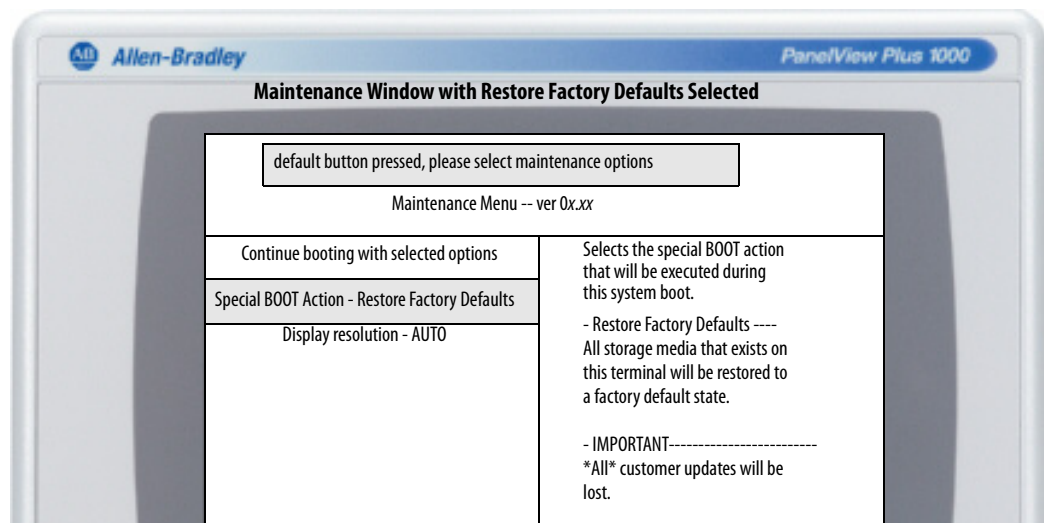 AB Allen-Bradley
PanelView Plus 1000
Maintenance Window with Restore Factory Defaults Selected
default button pressed, please select maintenance options
Maintenance Menu -- ver 0x.xx
Continue booting with selected options
Special BOOT Action - Restore Factory Defaults
Display resolution - AUTO
Selects the special BOOT action
that will be executed during
this system boot.
- Restore Factory Defaults ----
All storage media that exists on
this terminal will be restored to
a factory default state.
- IMPORTANT-------------------------
*All* customer updates will be
lost.